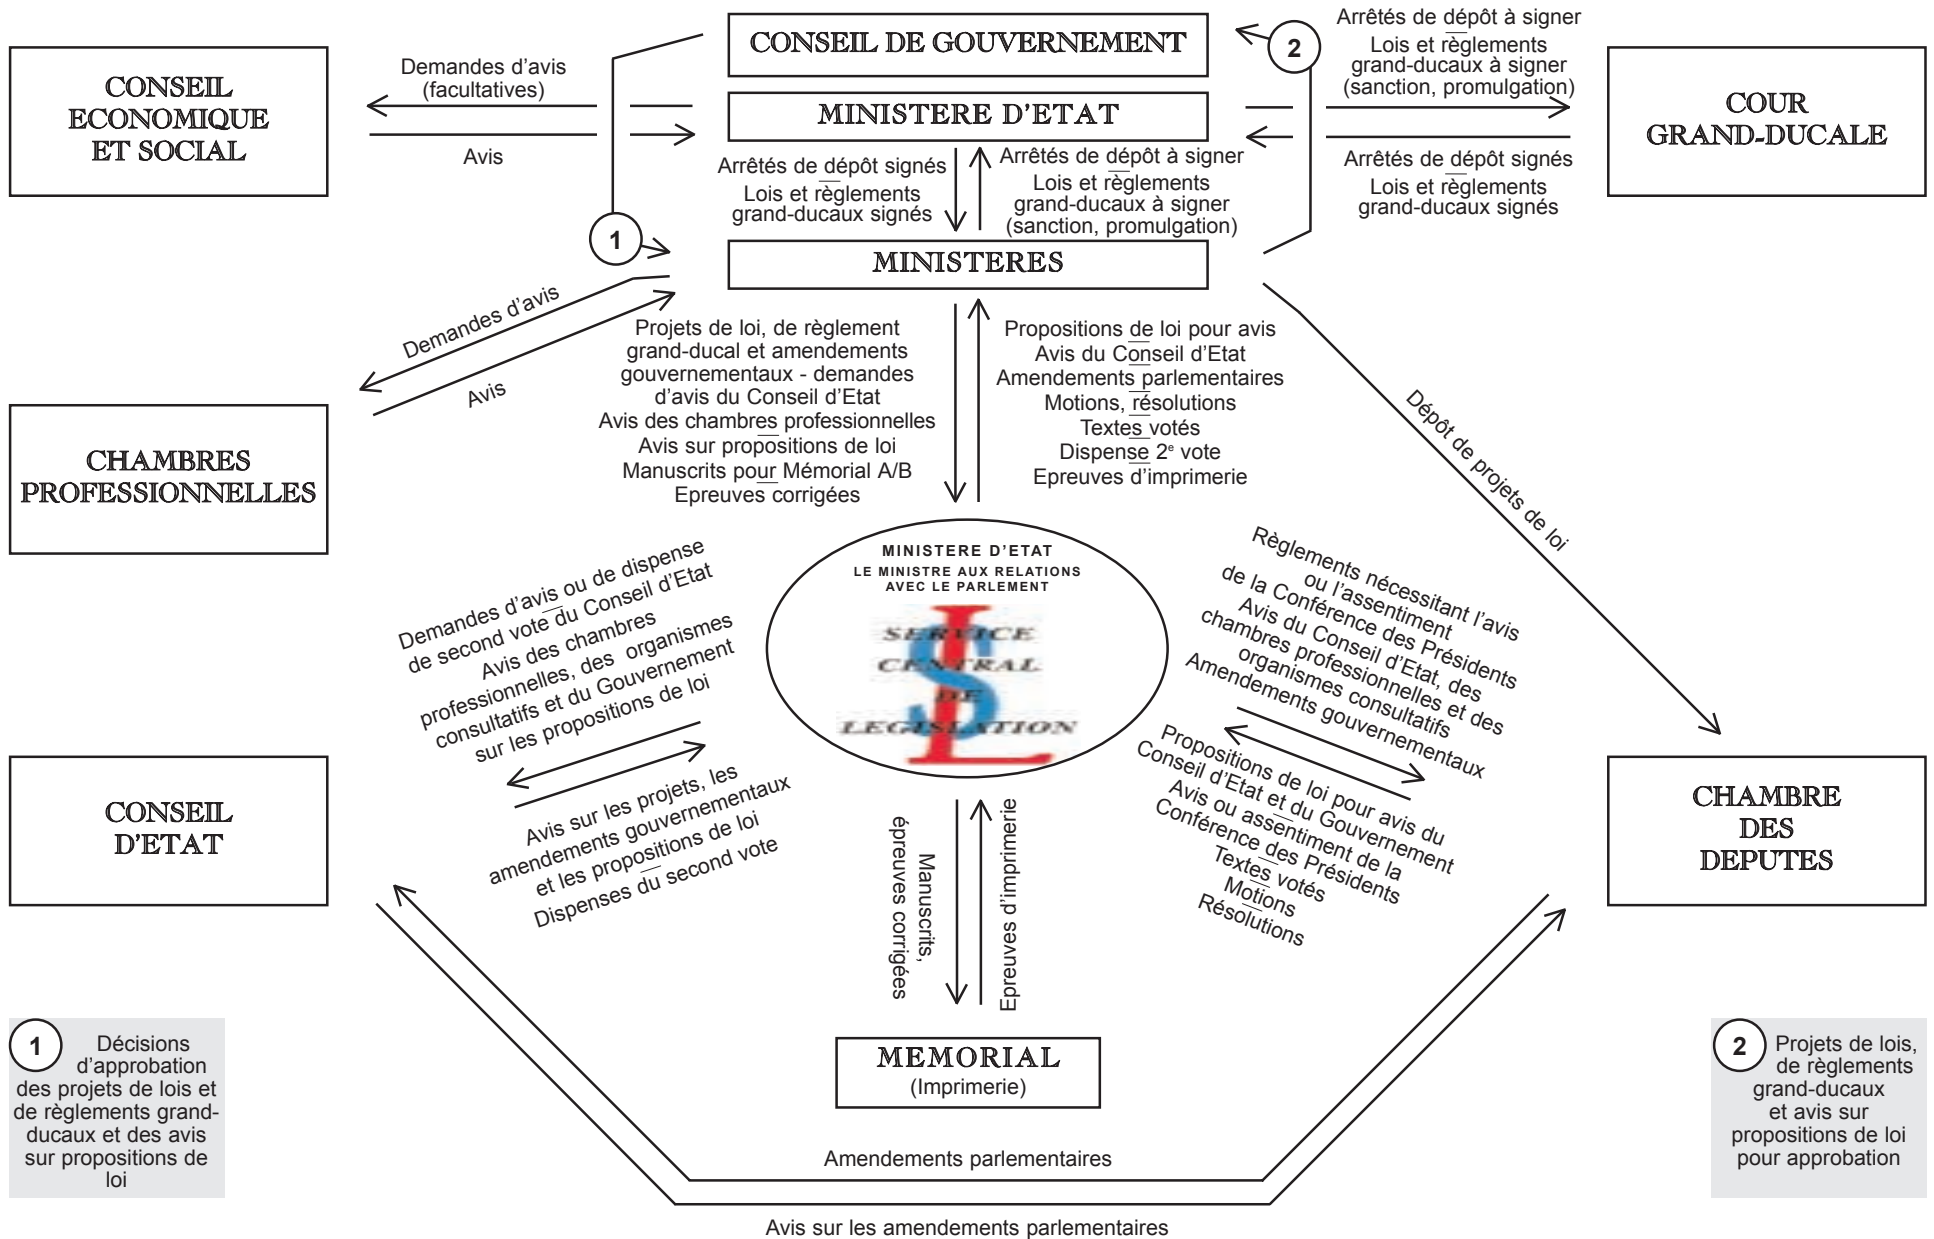 CONSEIL
ECONOMIQUE
ET SOCIAL
Demandes d'avis
(facultatives)
Avis
CONSEIL DE GOUVERNEMENT
MINISTERE D'ETAT
2
Arrêtés de dépôt à signer
Lois et règlements
grand-ducaux à signer
(sanction, promulgation)
Arrêtés de dépôt signés
Lois et règlements
grand-ducaux signés
COUR
GRAND-DUCALE
Arrêtés de dépôt signés
Lois et règlements
grand-ducaux signés
Arrêtés de dépôt à signer
Lois et règlements
grand-ducaux à signer
(sanction, promulgation)
1
MINISTERES
Demandes d'avis
Avis
CHAMBRES
PROFESSIONNELLES
Projets de loi, de règlement
grand-ducal et amendements
gouvernementaux - demandes
d'avis du Conseil d'Etat
Avis des chambres professionnelles
Avis sur propositions de loi
Manuscrits pour Mémorial A/B
Epreuves corrigées
Propositions de loi pour avis
Avis du Conseil d'Etat
Amendements parlementaires
Motions, résolutions
Textes votés
Dispense 2e vote
Epreuves d'imprimerie
Dépôt de projets de loi
MINISTERE D'ETAT
LE MINISTRE AUX RELATIONS
AVEC LE PARLEMENT
SERVICE
CENTRAL
DE
LEGISLATION
Demandes d'avis ou de dispense
de second vote du Conseil d'Etat
Avis des chambres
professionnelles, des organismes
consultatifs et du Gouvernement
sur les propositions de loi
Avis sur les projets, les
amendements gouvernementaux
et les propositions de loi
Dispenses du second vote
Règlements nécessitant l'avis
ou l'assentiment
de la Conférence des Présidents
Avis du Conseil d'Etat, des
chambres professionnelles et des
organismes consultatifs
Amendements gouvernementaux
Propositions de loi pour avis du
Conseil d'Etat et du Gouvernement
Avis ou assentiment de la
Conférence des Présidents
Textes votés
Motions
Résolutions
CONSEIL
D'ETAT
CHAMBRE
DES
DEPUTES
Manuscrits,
épreuves corrigées
Epreuves d'imprimerie
MEMORIAL
(Imprimerie)
1 Décisions
d'approbation
des projets de lois et
de règlements grand-
ducaux et des avis
sur propositions de
loi
2 Projets de lois,
de règlements
grand-ducaux
et avis sur
propositions de loi
pour approbation
Amendements parlementaires
Avis sur les amendements parlementaires